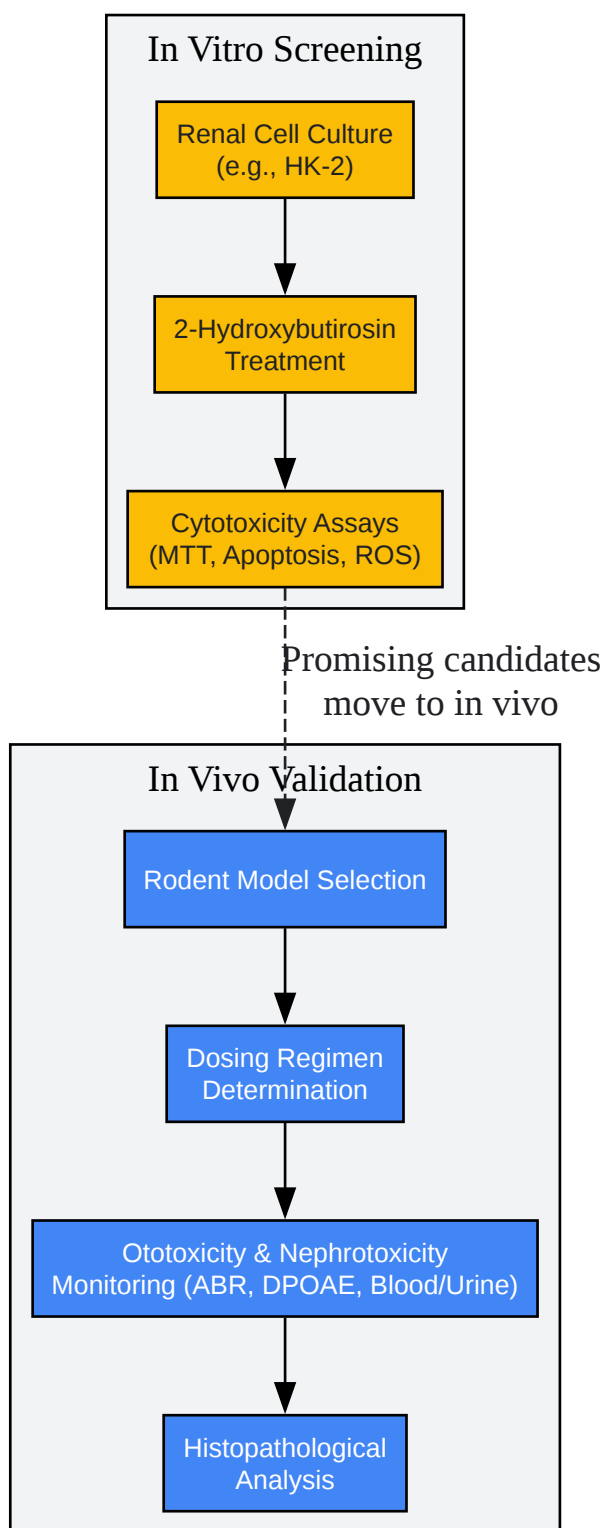 In Vitro Screening
Renal Cell Culture
(e.g., HK-2)
2-Hydroxybutirosin
Treatment
Cytotoxicity Assays
(MTT, Apoptosis, ROS)
Promising candidates
move to in vivo
In Vivo Validation
Rodent Model Selection
Dosing Regimen
Determination
Ototoxicity & Nephrotoxicity
Monitoring (ABR, DPOAE, Blood/Urine)
Histopathological
Analysis